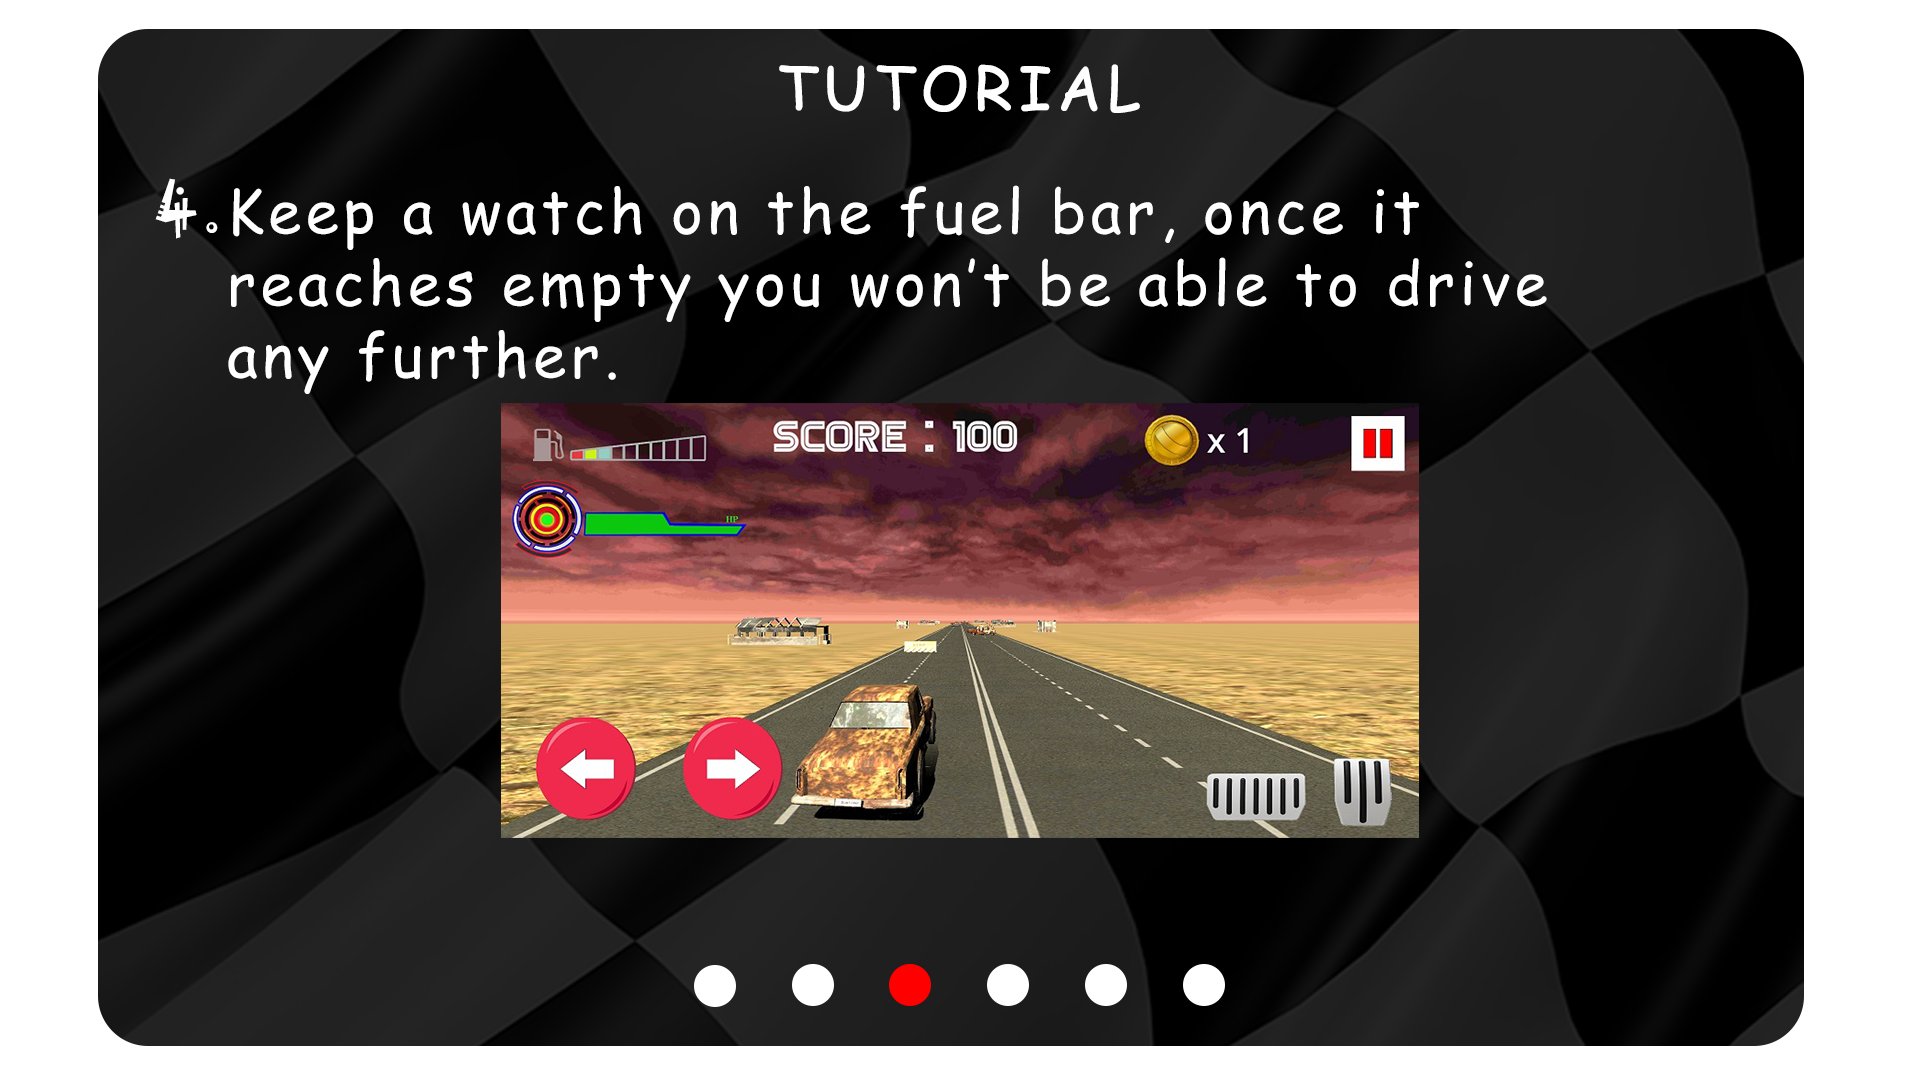 TUTORIAL
4. Keep a watch on the fuel bar, once it
reaches empty you won't be able to drive
any further.
SCORE : 100
x 1
HP